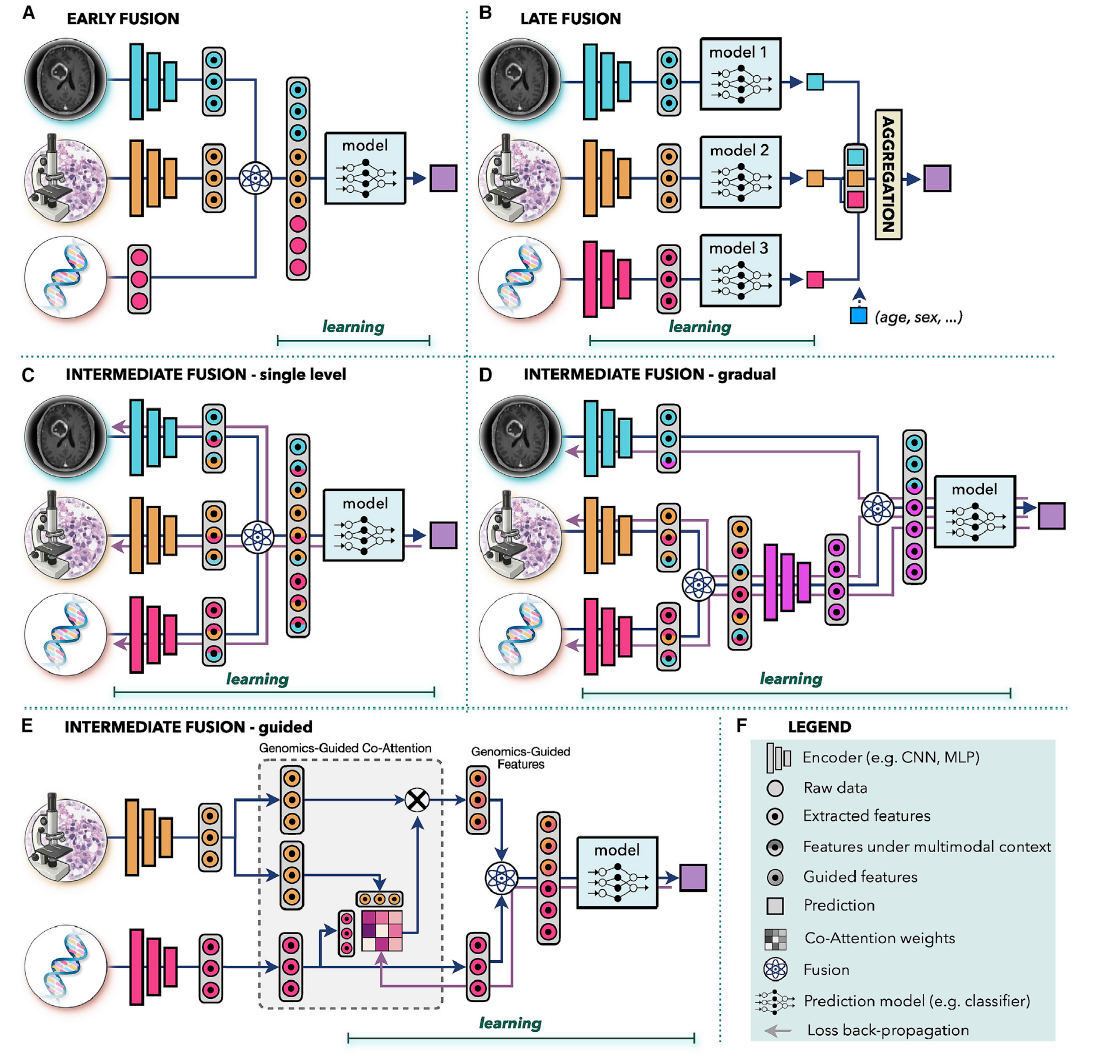 A
EARLY FUSION
model
learning
B
LATE FUSION
model 1
model 2
model 3
AGGREGATION
(age, sex, ...)
learning
C
INTERMEDIATE FUSION - single level
model
learning
D
INTERMEDIATE FUSION - gradual
model
learning
E
INTERMEDIATE FUSION - guided
Genomics-Guided Co-Attention
Genomics-Guided
Features
model
learning
F
LEGEND
Encoder (e.g. CNN, MLP)
Raw data
Extracted features
Features under multimodal context
Guided features
Prediction
Co-Attention weights
Fusion
Prediction model (e.g. classifier)
Loss back-propagation